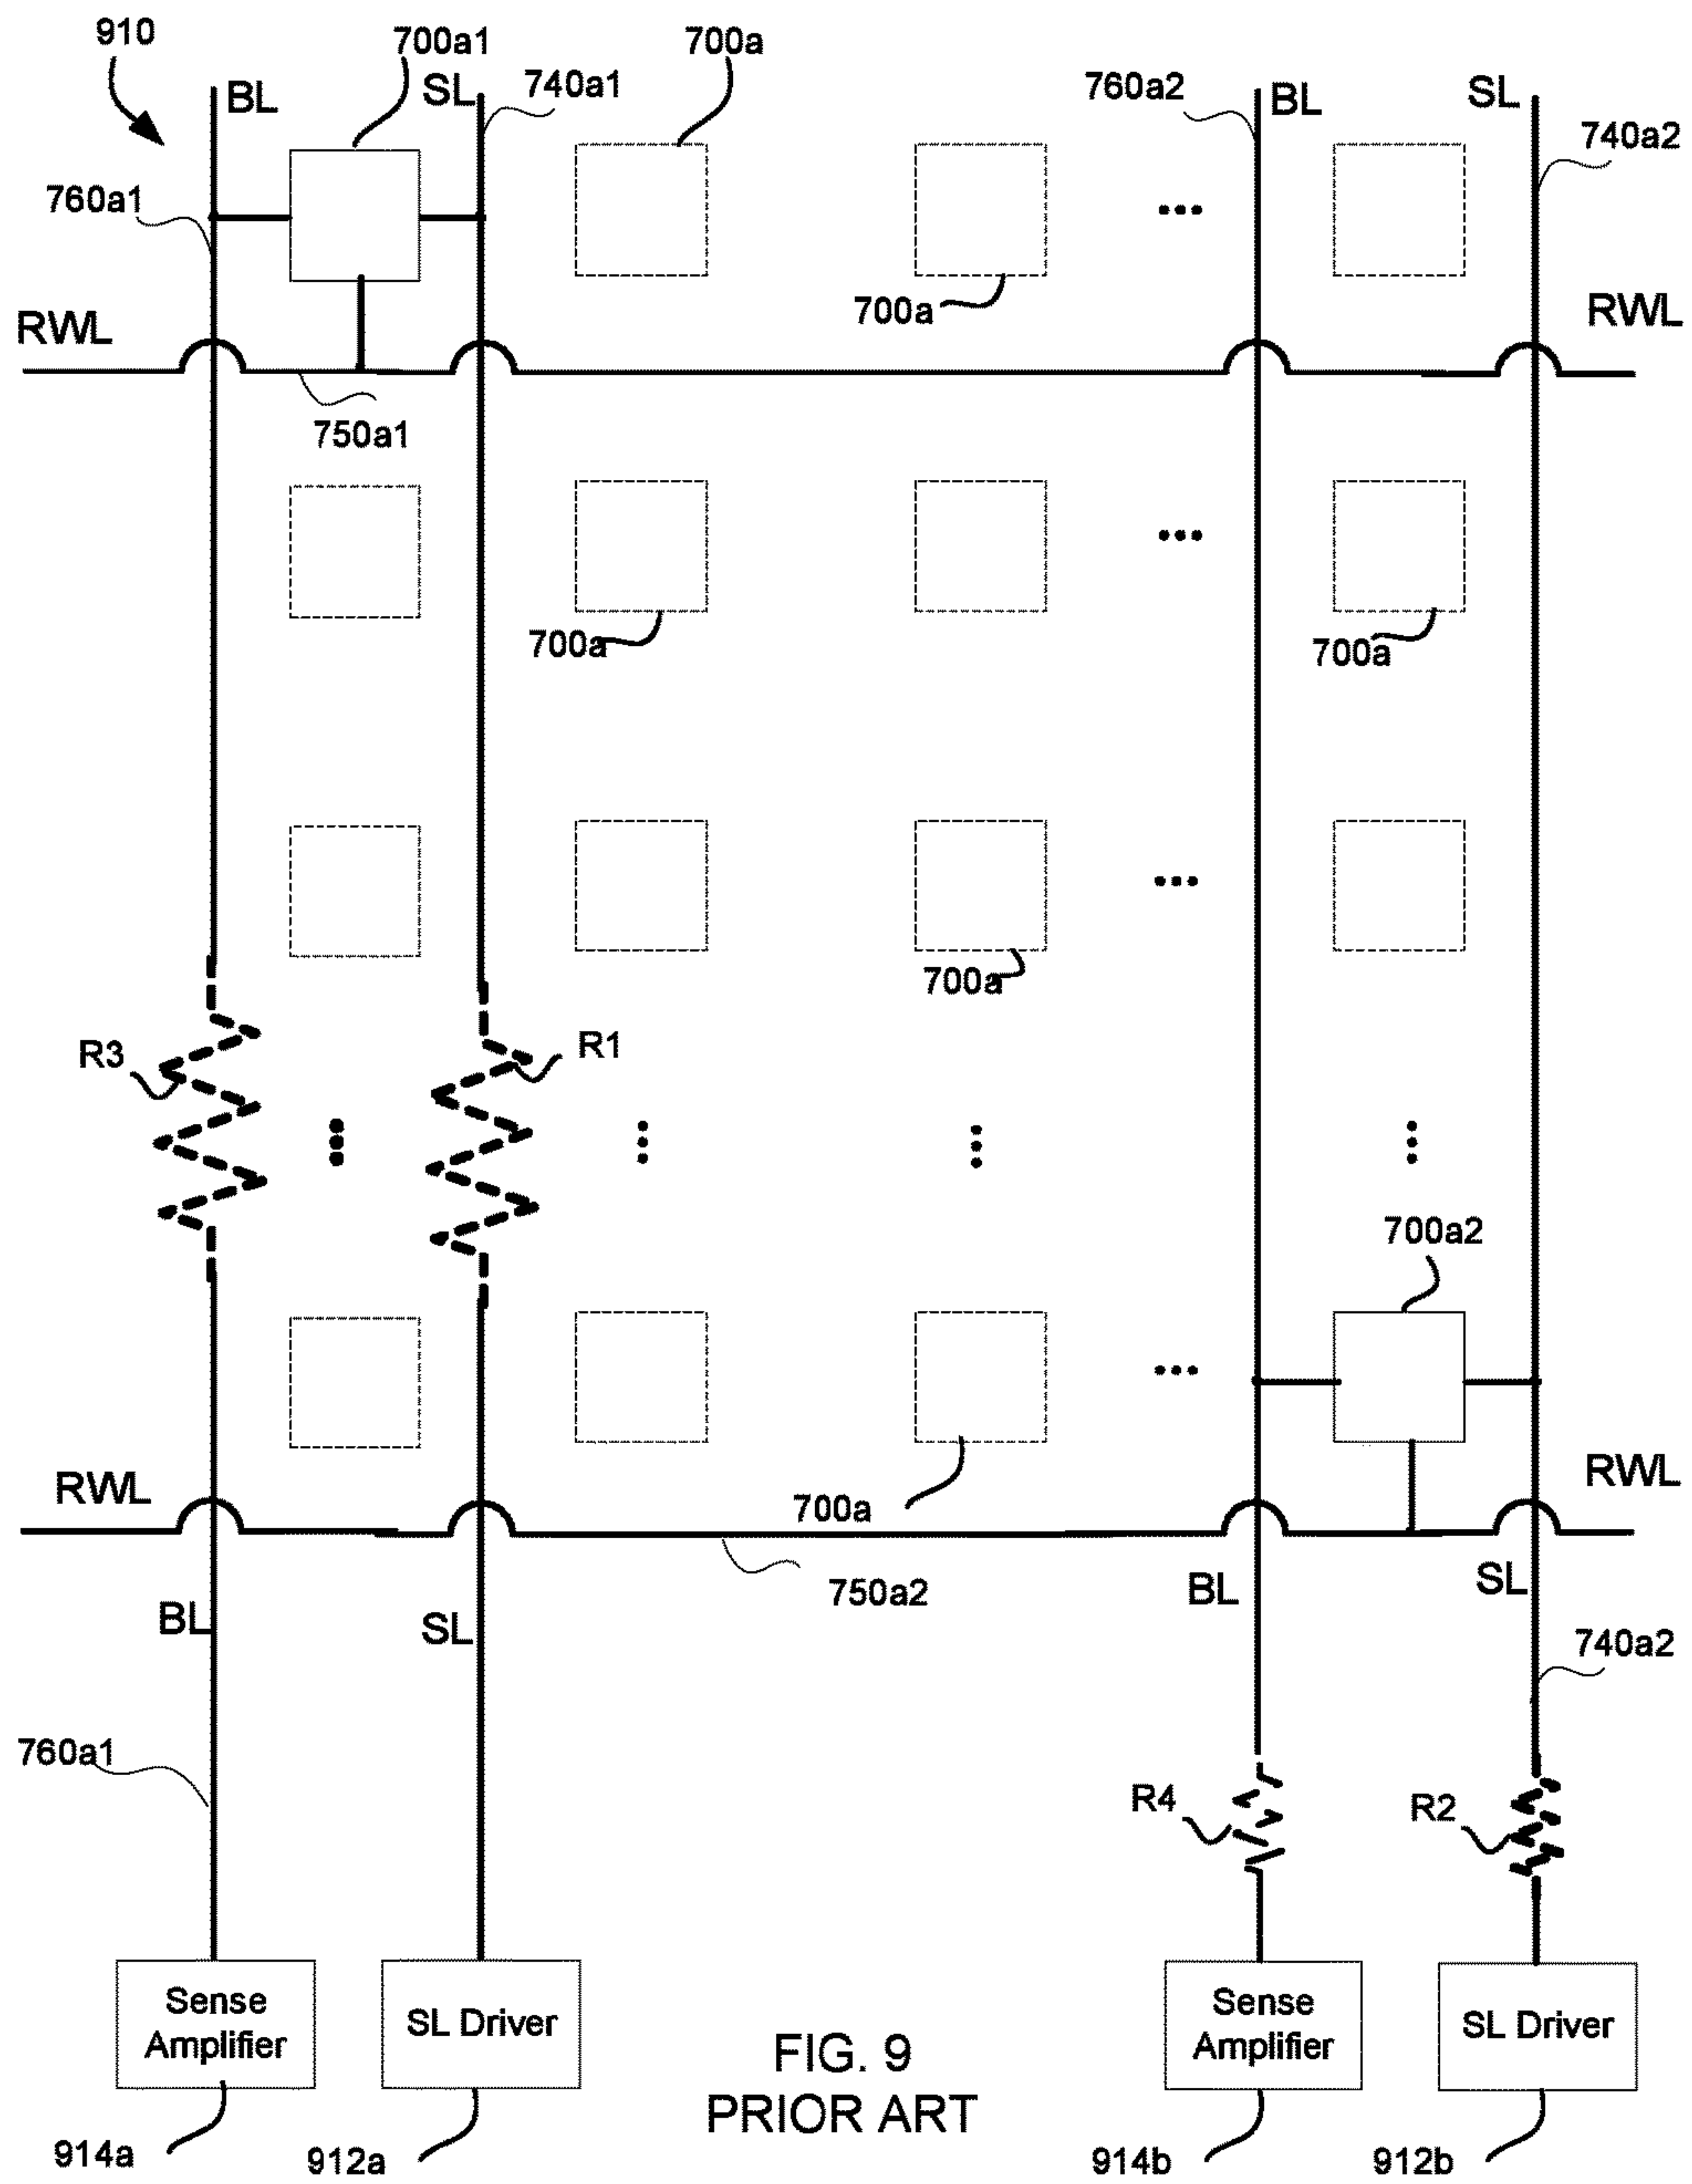 910
700a1
700a
BL
SL
740a1
760a2
BL
SL
740a2
760a1
700a
RWL
RWL
750a1
700a
700a
700a
R3
R1
700a2
RWL
RWL
700a
750a2
BL
SL
BL
SL
740a2
760a1
R4
R2
Sense
Amplifier
SL Driver
Sense
Amplifier
SL Driver
FIG. 9
PRIOR ART
914a
912a
914b
912b